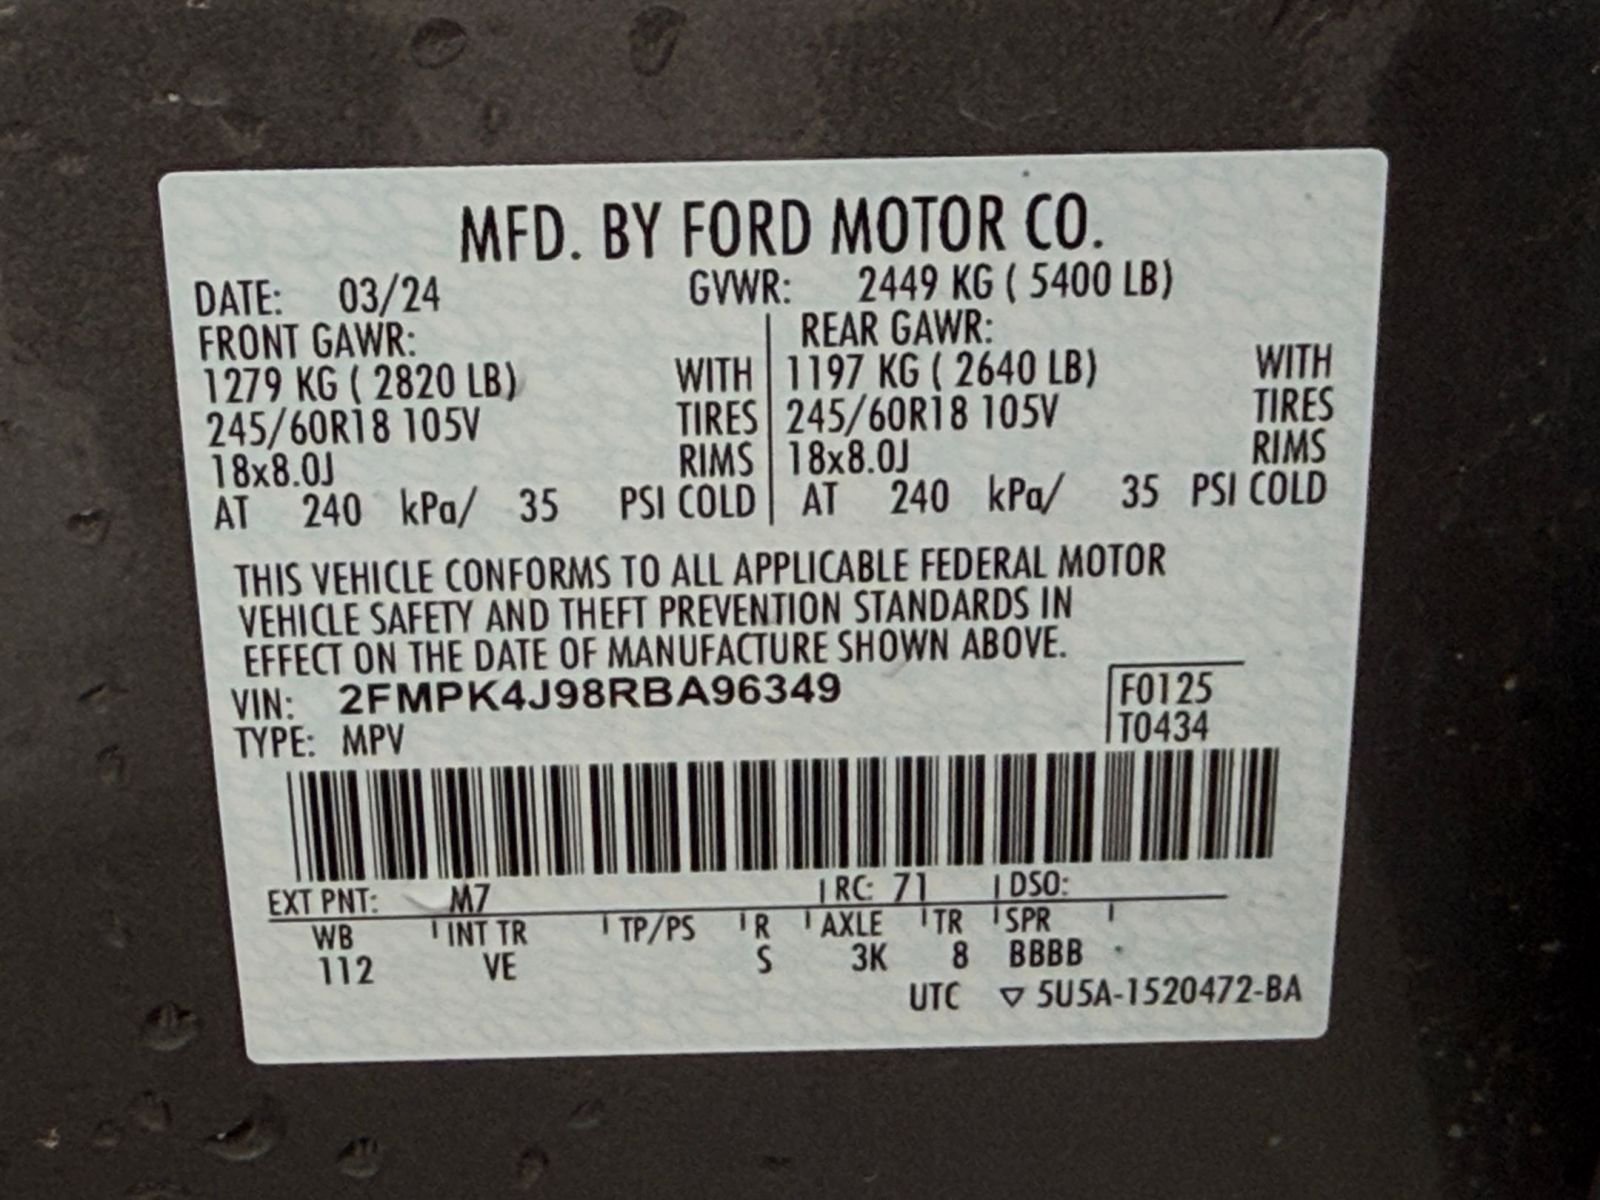 MFD. BY FORD MOTOR CO.
DATE: 03/24 GVWR: 2449 KG ( 5400 LB)
FRONT GAWR: REAR GAWR:
1279 KG ( 2820 LB) WITH 1197 KG ( 2640 LB) WITH
245/60R18 105V TIRES 245/60R18 105V TIRES
18x8.0J RIMS 18x8.0J RIMS
AT 240 kPa/ 35 PSI COLD AT 240 kPa/ 35 PSI COLD
THIS VEHICLE CONFORMS TO ALL APPLICABLE FEDERAL MOTOR
VEHICLE SAFETY AND THEFT PREVENTION STANDARDS IN
EFFECT ON THE DATE OF MANUFACTURE SHOWN ABOVE.
VIN: 2FMPK4J98RBA96349 F0125
TYPE: MPV T0434
EXT PNT: M7 RC: 71 DSO:
WB INT TR TP/PS R AXLE TR SPR
112 VE S 3K 8 BBBB
UTC ▽ 5U5A-1520472-BA